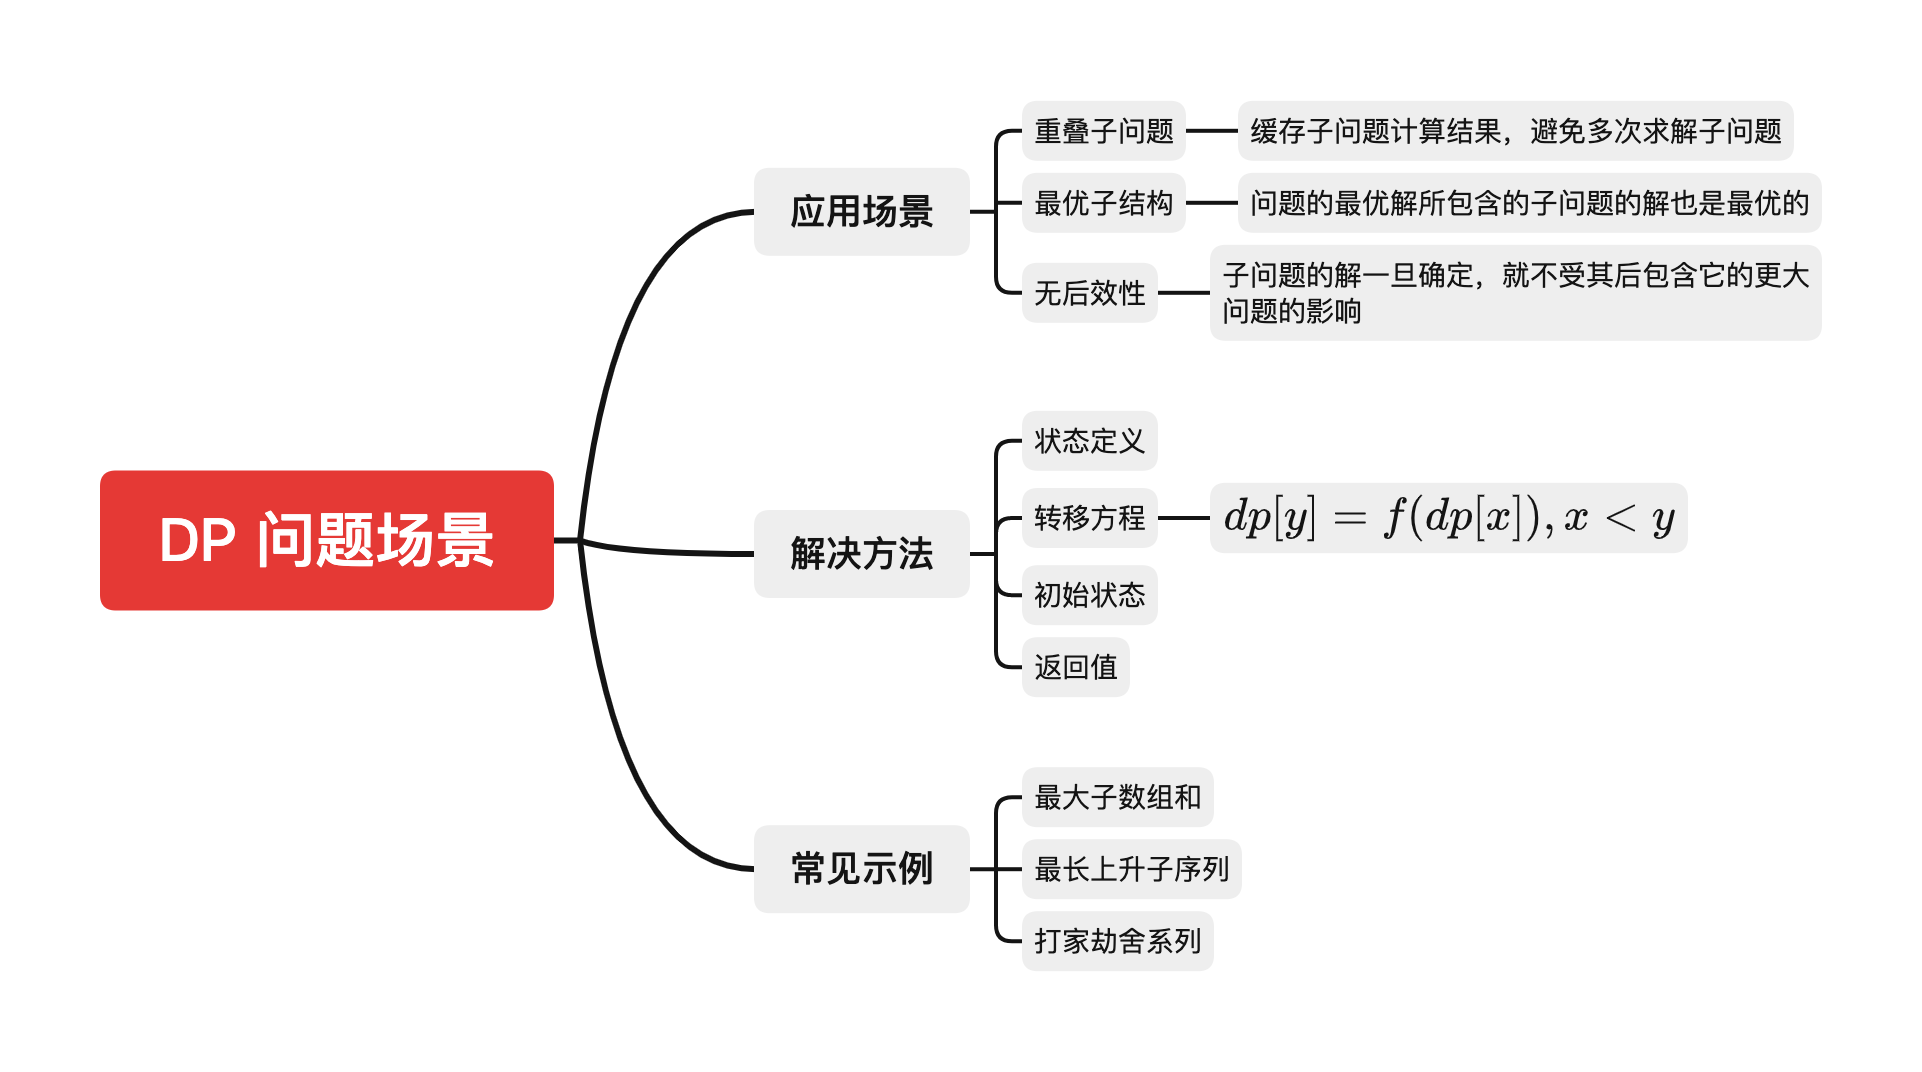 DP 问题场景
应用场景
重叠子问题
缓存子问题计算结果，避免多次求解子问题
最优子结构
问题的最优解所包含的子问题的解也是最优的
无后效性
子问题的解一旦确定，就不受其后包含它的更大
问题的影响
解决方法
状态定义
转移方程
dp[y] = f(dp[x]), x < y
初始状态
返回值
常见示例
最大子数组和
最长上升子序列
打家劫舍系列